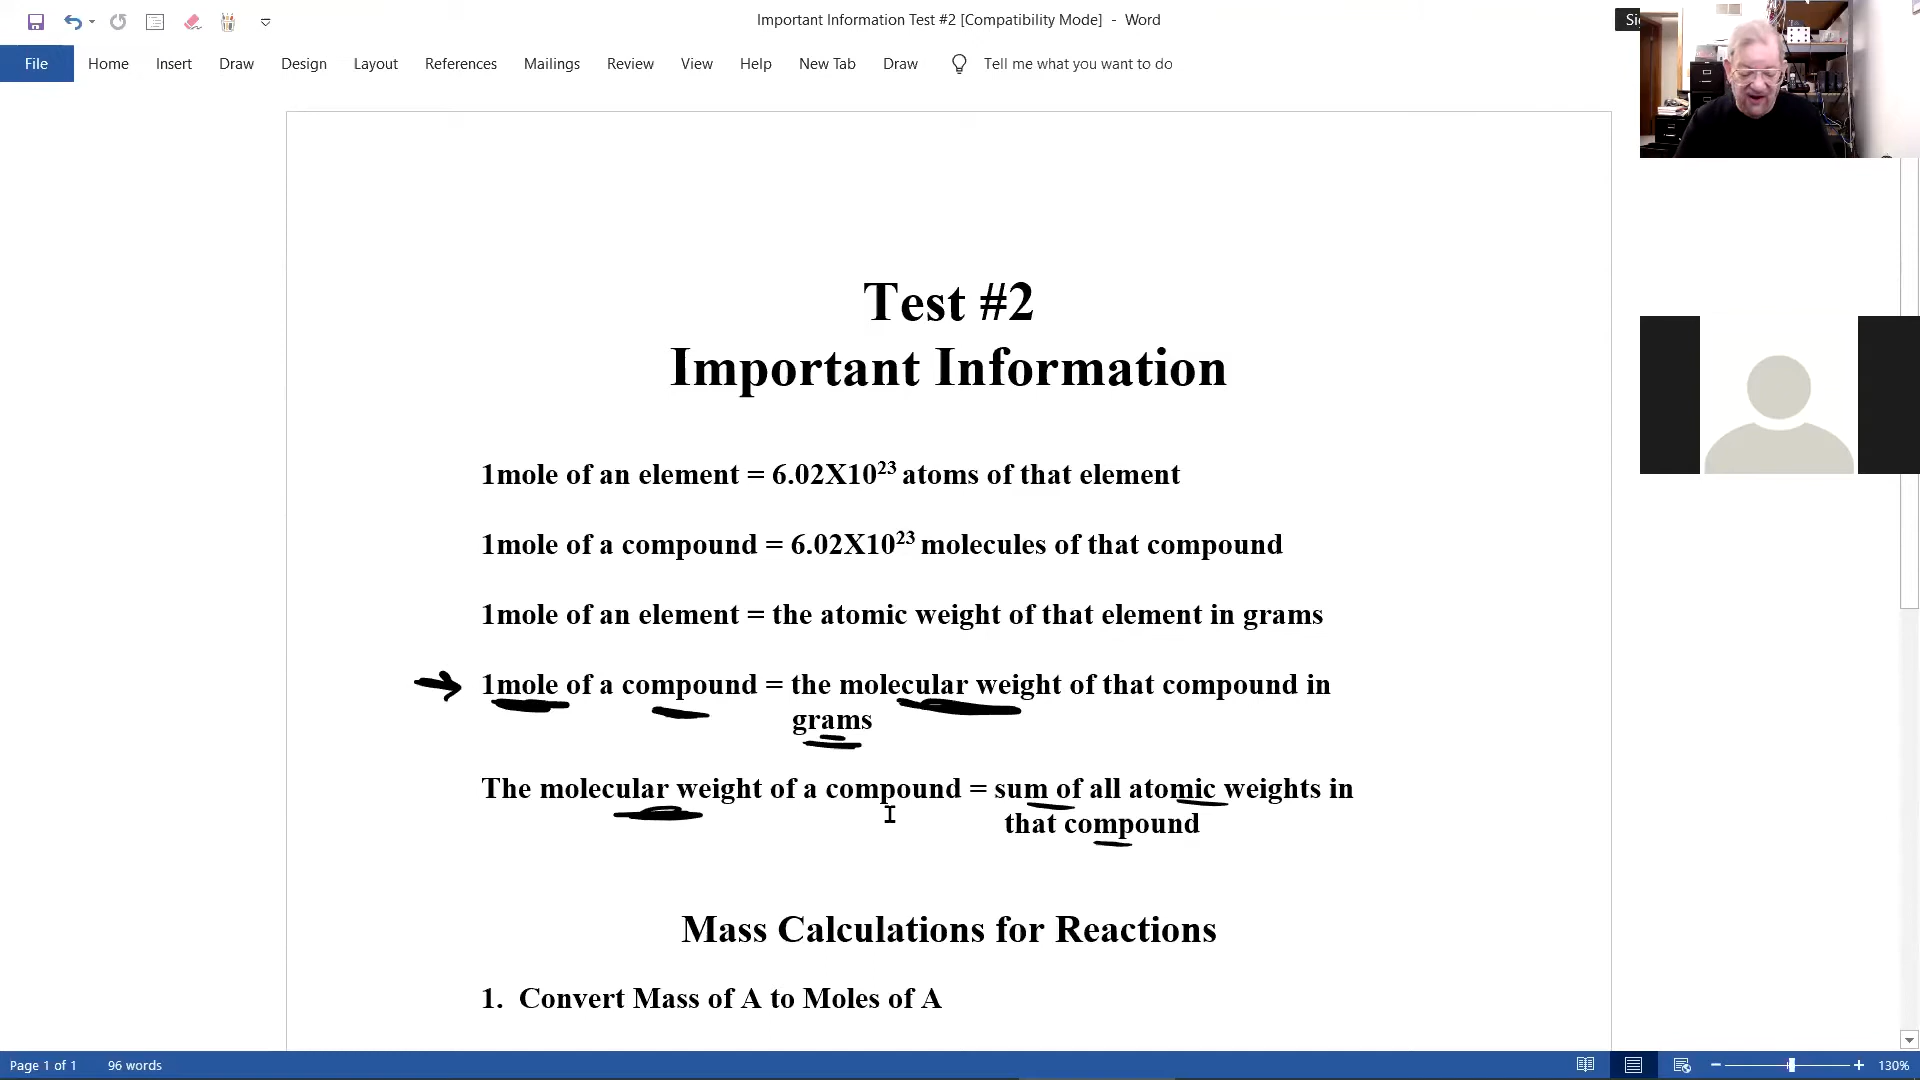 Important Information Test #2 [Compatibility Mode] - Word
File Home Insert Draw Design Layout References Mailings Review View Help New Tab Draw Tell me what you want to do
Test #2
Important Information
1mole of an element = 6.02X10²³ atoms of that element
1mole of a compound = 6.02X10²³ molecules of that compound
1mole of an element = the atomic weight of that element in grams
1mole of a compound = the molecular weight of that compound in
grams
The molecular weight of a compound = sum of all atomic weights in
that compound
Mass Calculations for Reactions
1. Convert Mass of A to Moles of A
Page 1 of 1 96 words 130%